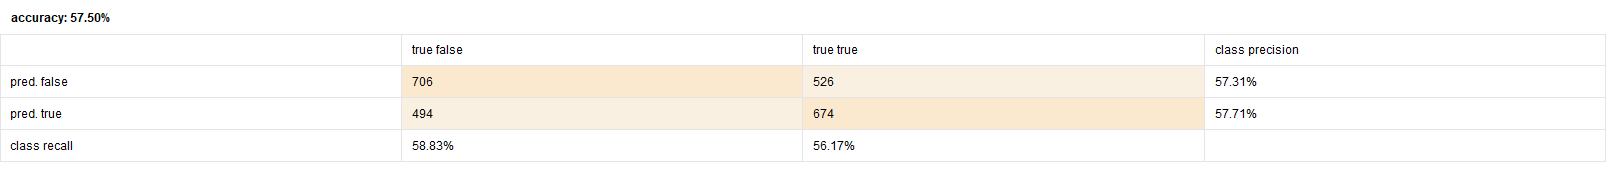 accuracy: 57.50%
true false true true class precision
pred. false 706 526 57.31%
pred. true 494 674 57.71%
class recall 58.83% 56.17%